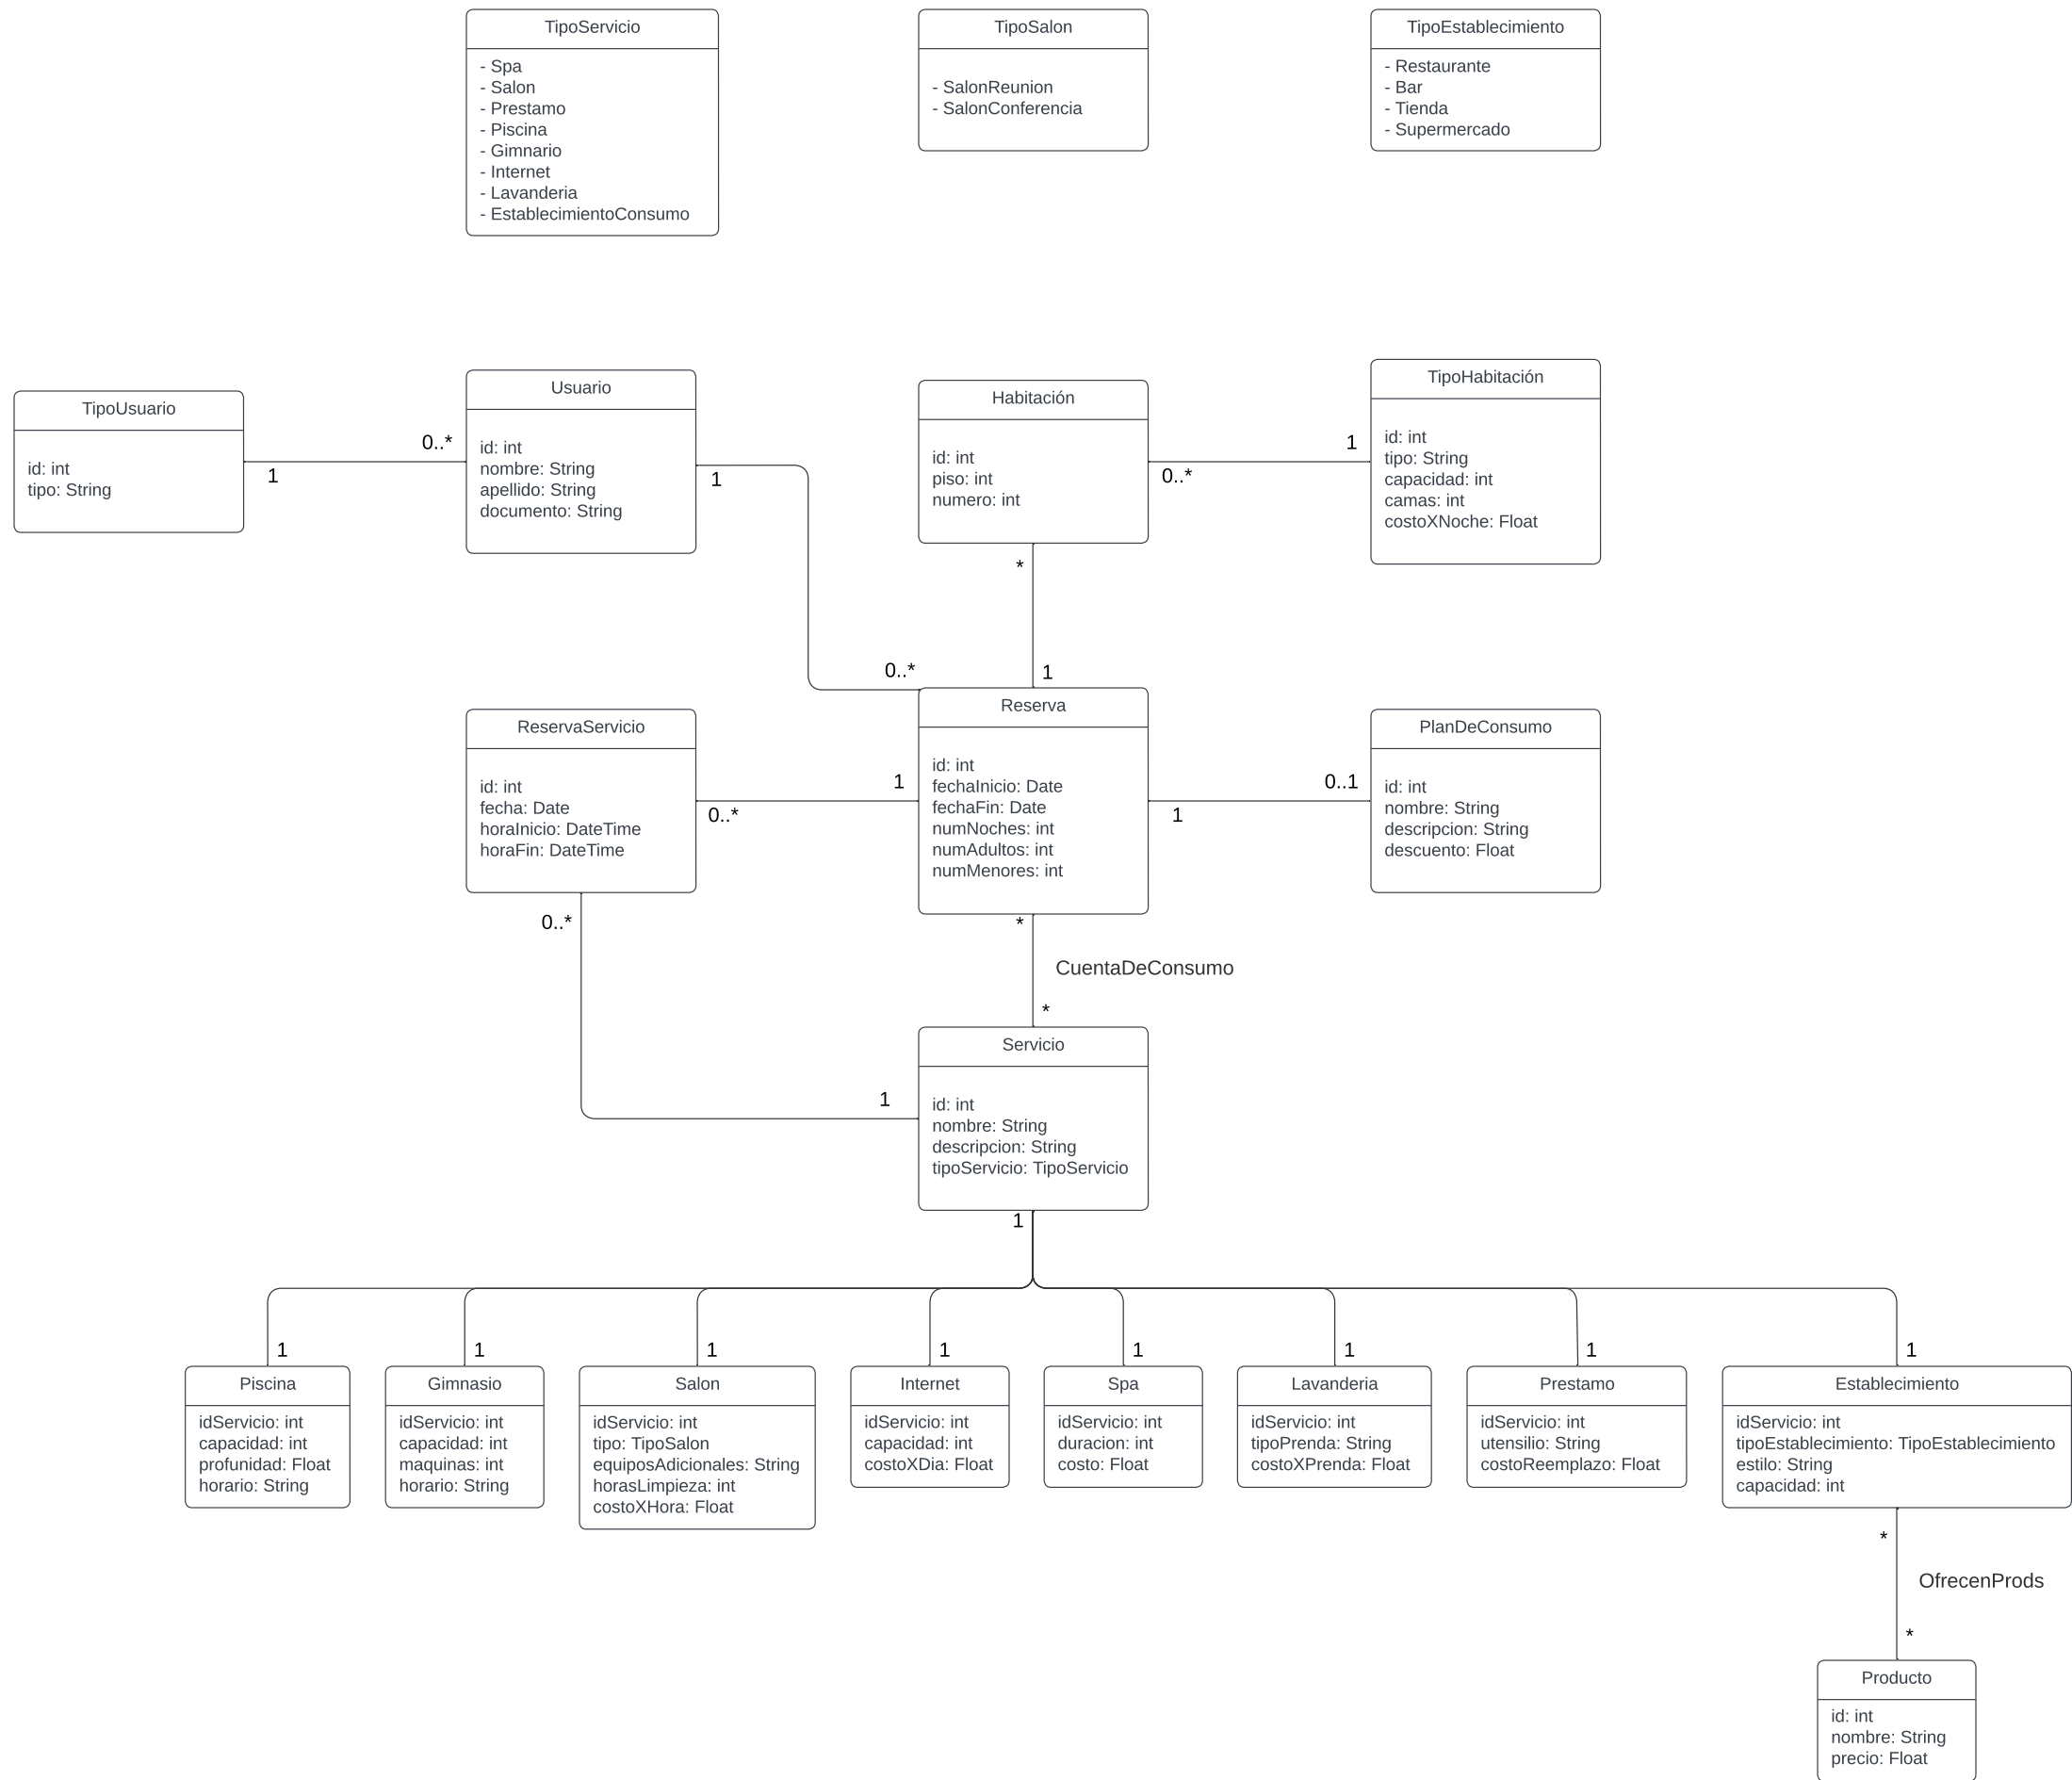 TipoServicio
- Spa
- Salon
- Prestamo
- Piscina
- Gimnario
- Internet
- Lavanderia
- EstablecimientoConsumo
TipoSalon
- SalonReunion
- SalonConferencia
TipoEstablecimiento
- Restaurante
- Bar
- Tienda
- Supermercado
TipoUsuario
id: int
tipo: String
1
0..*
Usuario
id: int
nombre: String
apellido: String
documento: String
1
0..*
Habitación
id: int
piso: int
numero: int
0..*
1
TipoHabitación
id: int
tipo: String
capacidad: int
camas: int
costoXNoche: Float
*
1
ReservaServicio
id: int
fecha: Date
horaInicio: DateTime
horaFin: DateTime
0..*
1
Reserva
id: int
fechaInicio: Date
fechaFin: Date
numNoches: int
numAdultos: int
numMenores: int
1
0..1
PlanDeConsumo
id: int
nombre: String
descripcion: String
descuento: Float
0..*
1
*
CuentaDeConsumo
*
Servicio
id: int
nombre: String
descripcion: String
tipoServicio: TipoServicio
1
1
1
1
1
1
1
1
1
Piscina
idServicio: int
capacidad: int
profunidad: Float
horario: String
Gimnasio
idServicio: int
capacidad: int
maquinas: int
horario: String
Salon
idServicio: int
tipo: TipoSalon
equiposAdicionales: String
horasLimpieza: int
costoXHora: Float
Internet
idServicio: int
capacidad: int
costoXDia: Float
Spa
idServicio: int
duracion: int
costo: Float
Lavanderia
idServicio: int
tipoPrenda: String
costoXPrenda: Float
Prestamo
idServicio: int
utensilio: String
costoReemplazo: Float
Establecimiento
idServicio: int
tipoEstablecimiento: TipoEstablecimiento
estilo: String
capacidad: int
*
OfrecenProds
*
Producto
id: int
nombre: String
precio: Float